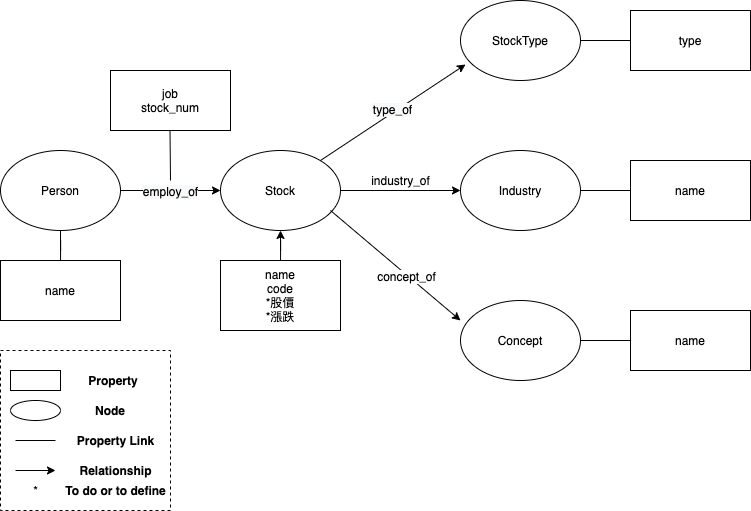 StockType
type
job
stock_num
type_of
Person
employ_of
Stock
industry_of
Industry
name
name
name
code
*股價
*漲跌
concept_of
Concept
name
Property
Node
Property Link
Relationship
* To do or to define